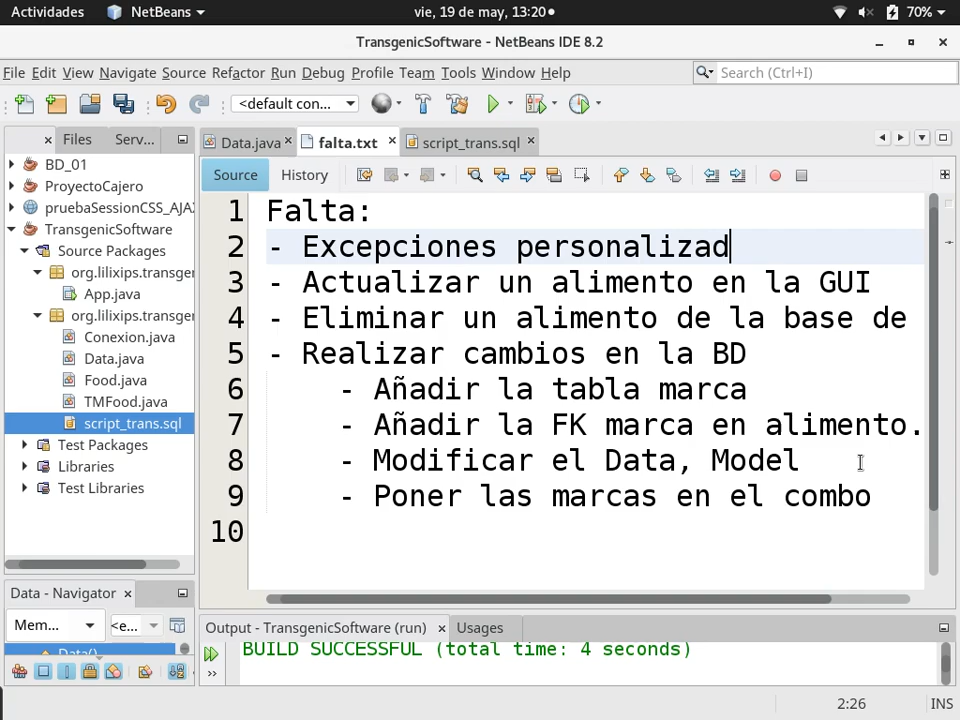 Actividades NetBeans vie, 19 de may, 13:20 70%
TransgenicSoftware - NetBeans IDE 8.2
File Edit View Navigate Source Refactor Run Debug Profile Team Tools Window Help Search (Ctrl+I)
<default con...
Files Serv... Data.java falta.txt script_trans.sql
Source History
BD_01
ProyectoCajero
pruebaSessionCSS_AJAX
TransgenicSoftware
Source Packages
org.lilixips.transger
App.java
org.lilixips.transger
Conexion.java
Data.java
Food.java
TMFood.java
script_trans.sql
Test Packages
Libraries
Test Libraries
1 Falta:
2 - Excepciones personalizad
3 - Actualizar un alimento en la GUI
4 - Eliminar un alimento de la base de
5 - Realizar cambios en la BD
6 - Añadir la tabla marca
7 - Añadir la FK marca en alimento.
8 - Modificar el Data, Model
9 - Poner las marcas en el combo
10
Data - Navigator
Mem... <e...
Data()
Output - TransgenicSoftware (run) Usages
BUILD SUCCESSFUL (total time: 4 seconds)
2:26 INS